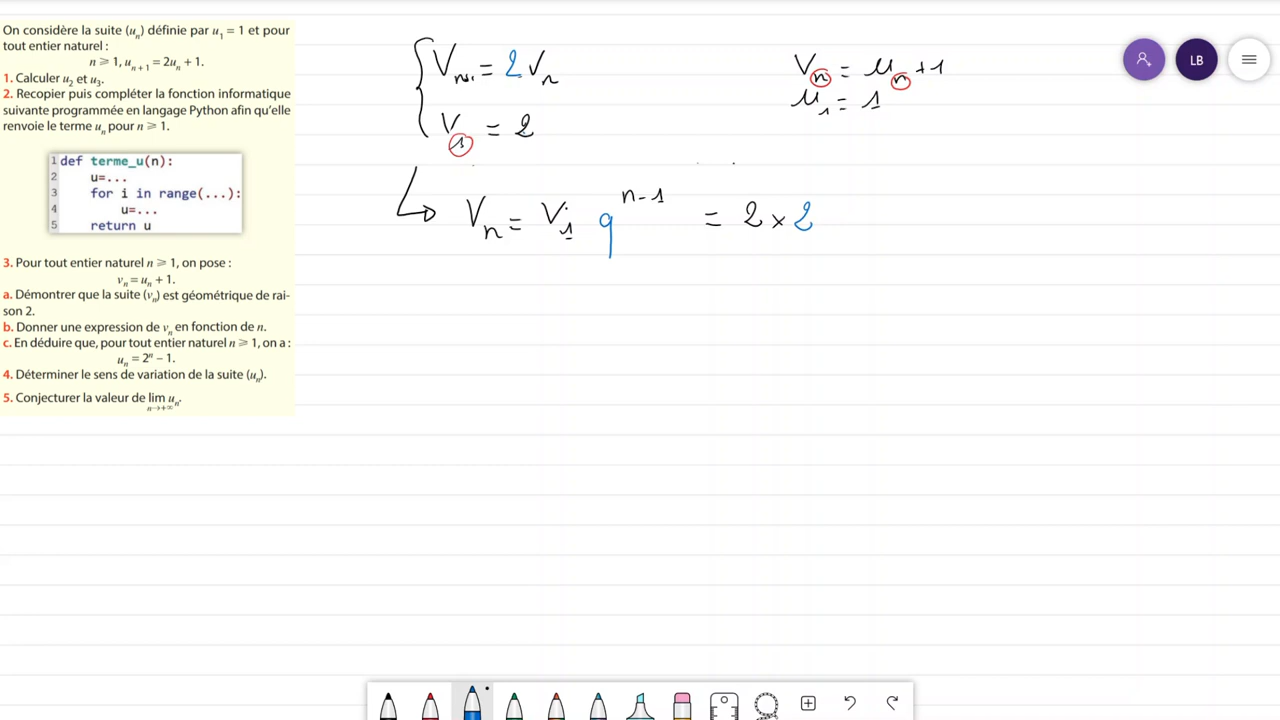 On considère la suite (uₙ) définie par u₁ = 1 et pour
tout entier naturel :
n ⩾ 1, uₙ₊₁ = 2uₙ + 1.
1. Calculer u₂ et u₃.
2. Recopier puis compléter la fonction informatique
suivante programmée en langage Python afin qu'elle
renvoie le terme uₙ pour n ⩾ 1.
1 def terme_u(n):
2 u=...
3 for i in range(...):
4 u=...
5 return u
3. Pour tout entier naturel n ⩾ 1, on pose :
vₙ = uₙ + 1.
a. Démontrer que la suite (vₙ) est géométrique de rai-
son 2.
b. Donner une expression de vₙ en fonction de n.
c. En déduire que, pour tout entier naturel n ⩾ 1, on a :
uₙ = 2ⁿ – 1.
4. Déterminer le sens de variation de la suite (uₙ).
5. Conjecturer la valeur de lim uₙ.
n→+∞
Vₙ₊₁ = 2Vₙ
V₁ = 2
Vₙ = V₁ qⁿ⁻¹ = 2 × 2
Vₙ = uₙ + 1
u₁ = 1
LB